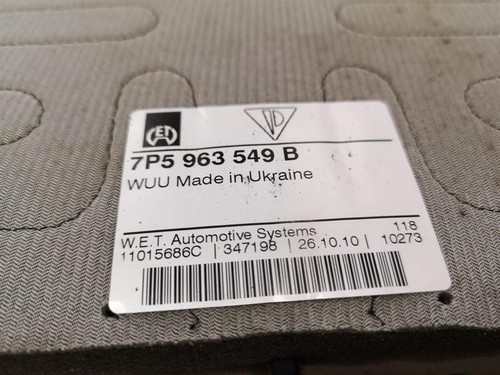 7P5 963 549 B
WUU Made in Ukraine
W.E.T. Automotive Systems 118
11015686C | 347198 | 26.10.10 | 10273